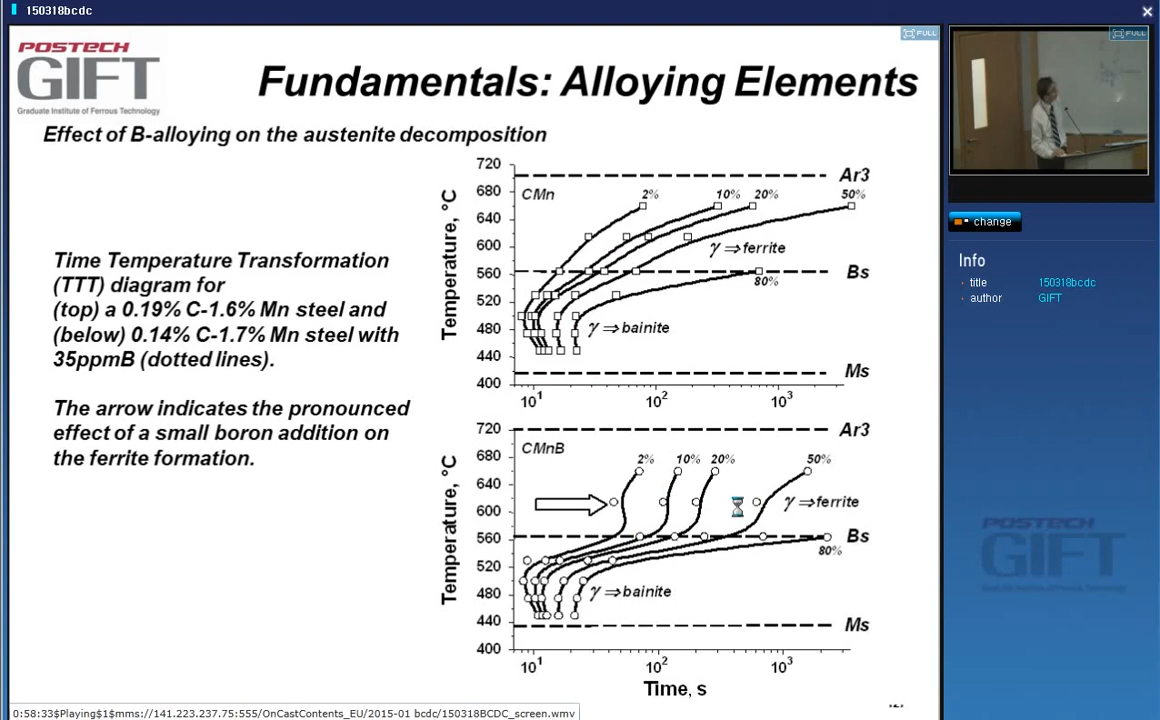 150318bcdc
FULL
FULL
POSTECH
GIFT
Graduate Institute of Ferrous Technology
Fundamentals: Alloying Elements
Effect of B-alloying on the austenite decomposition
Time Temperature Transformation
(TTT) diagram for
(top) a 0.19% C-1.6% Mn steel and
(below) 0.14% C-1.7% Mn steel with
35ppmB (dotted lines).
The arrow indicates the pronounced
effect of a small boron addition on
the ferrite formation.
Temperature, °C
720
680
640
600
560
520
480
440
400
CMn
2%
10%
20%
50%
Ar3
γ ⇒ ferrite
Bs
80%
γ ⇒ bainite
Ms
10¹
10²
10³
Temperature, °C
720
680
640
600
560
520
480
440
400
CMnB
2%
10%
20%
50%
Ar3
γ ⇒ ferrite
Bs
80%
γ ⇒ bainite
Ms
10¹
10²
10³
Time, s
change
Info
title 150318bcdc
author GIFT
POSTECH
GIFT
0:58:33$Playing$1$mms://141.223.237.75:555/OnCastContents_EU/2015-01 bcdc/150318BCDC_screen.wmv